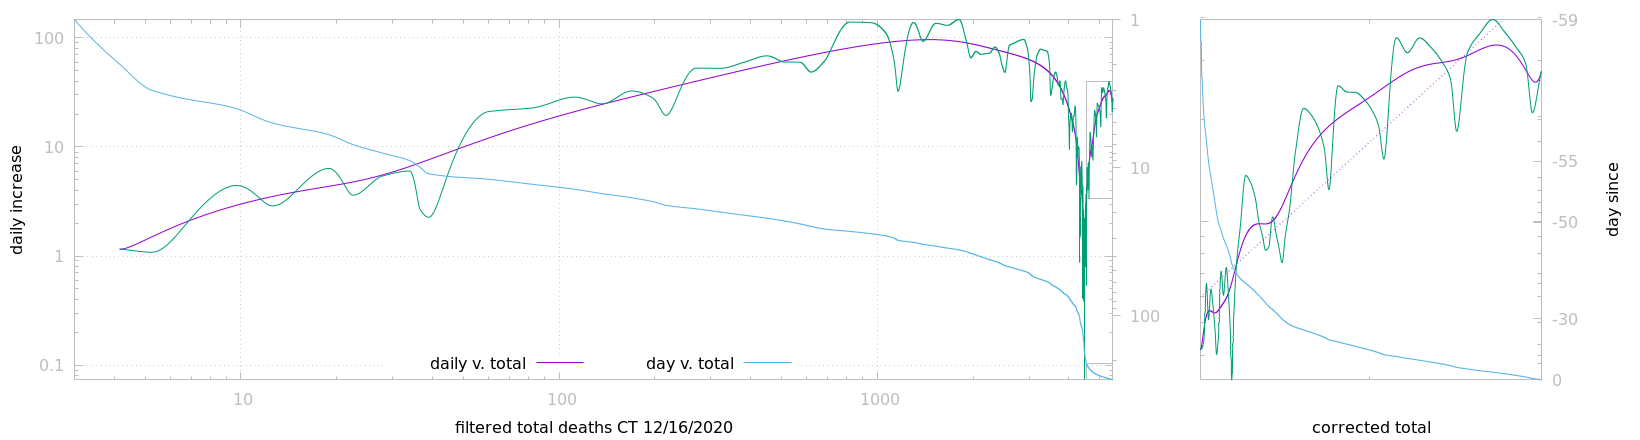 daily increase
100
10
1
0.1
daily v. total
day v. total
10
100
1000
filtered total deaths CT 12/16/2020
1
10
100
-59
-55
-50
-30
0
day since
corrected total